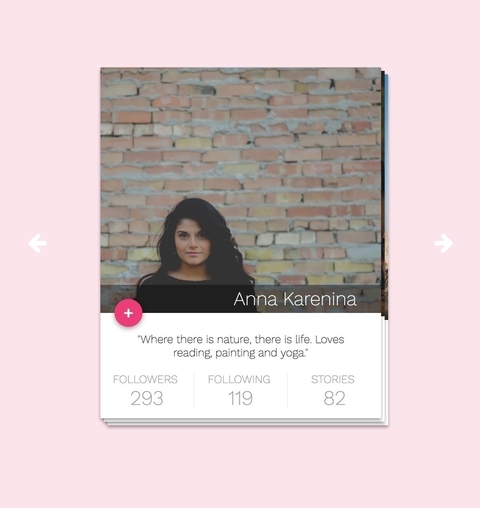 Anna Karenina
"Where there is nature, there is life. Loves
reading, painting and yoga."
FOLLOWERS FOLLOWING STORIES
293 119 82